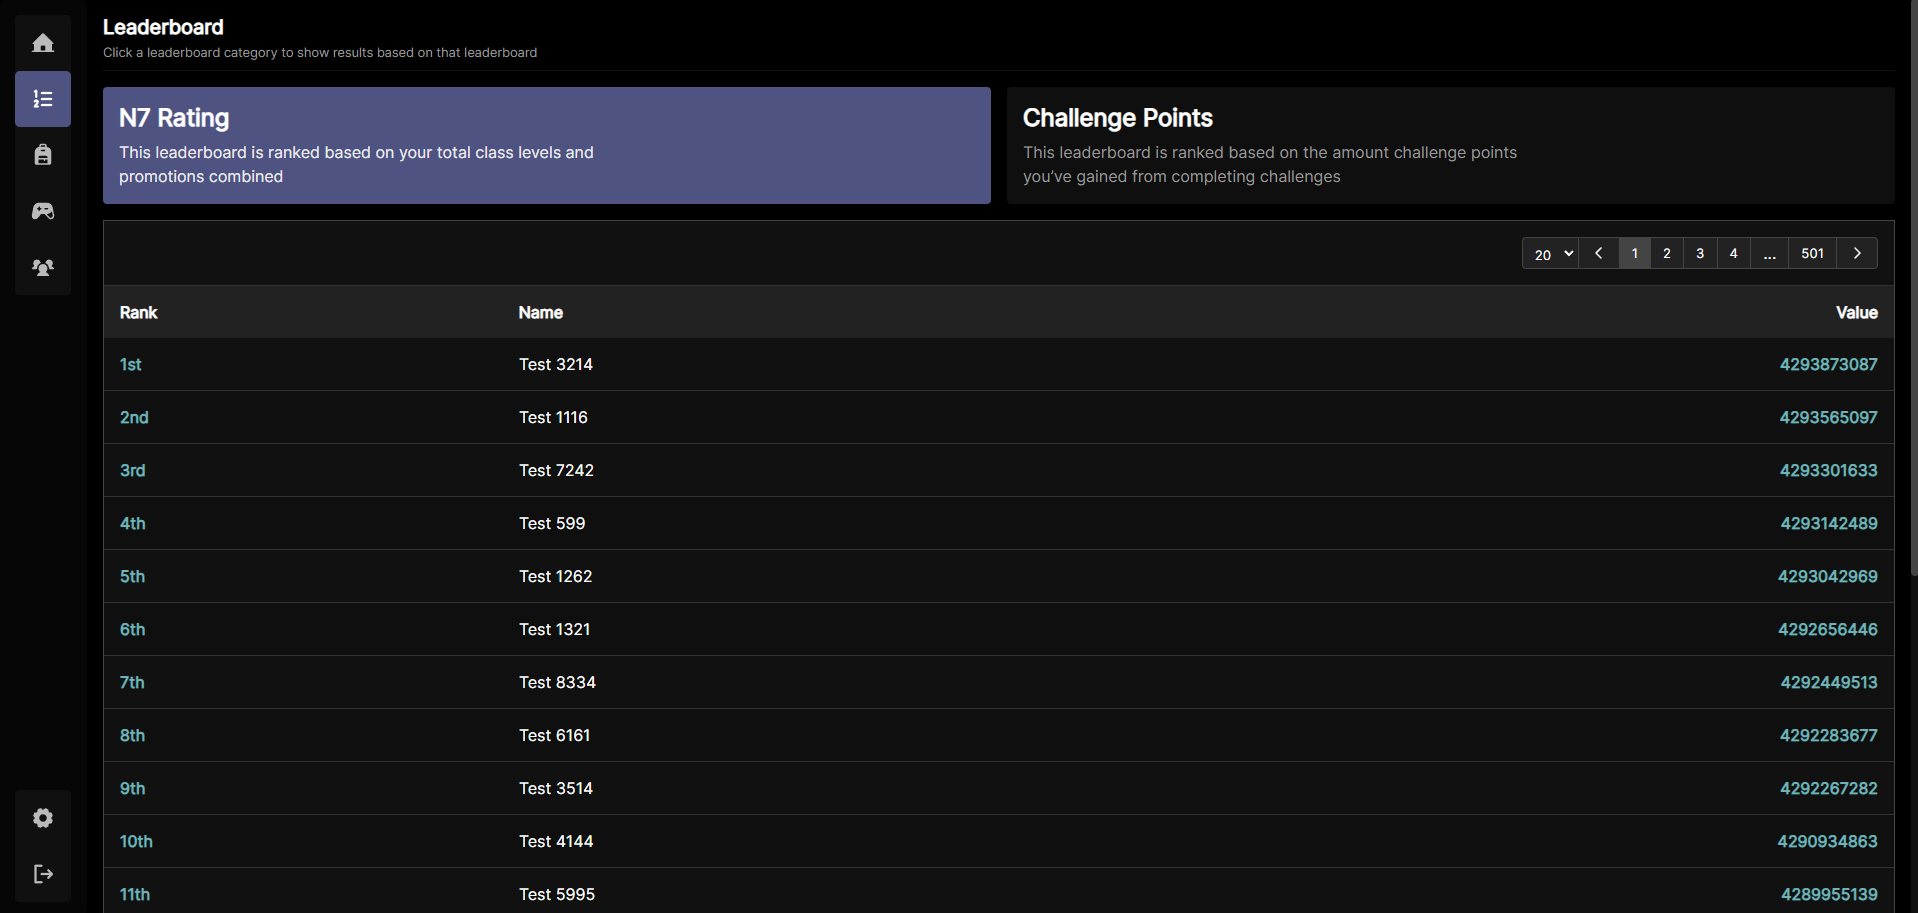 Leaderboard
Click a leaderboard category to show results based on that leaderboard
N7 Rating
This leaderboard is ranked based on your total class levels and
promotions combined
Challenge Points
This leaderboard is ranked based on the amount challenge points
you’ve gained from completing challenges
20 1 2 3 4 ... 501
Rank Name Value
1st Test 3214 4293873087
2nd Test 1116 4293565097
3rd Test 7242 4293301633
4th Test 599 4293142489
5th Test 1262 4293042969
6th Test 1321 4292656446
7th Test 8334 4292449513
8th Test 6161 4292283677
9th Test 3514 4292267282
10th Test 4144 4290934863
11th Test 5995 4289955139